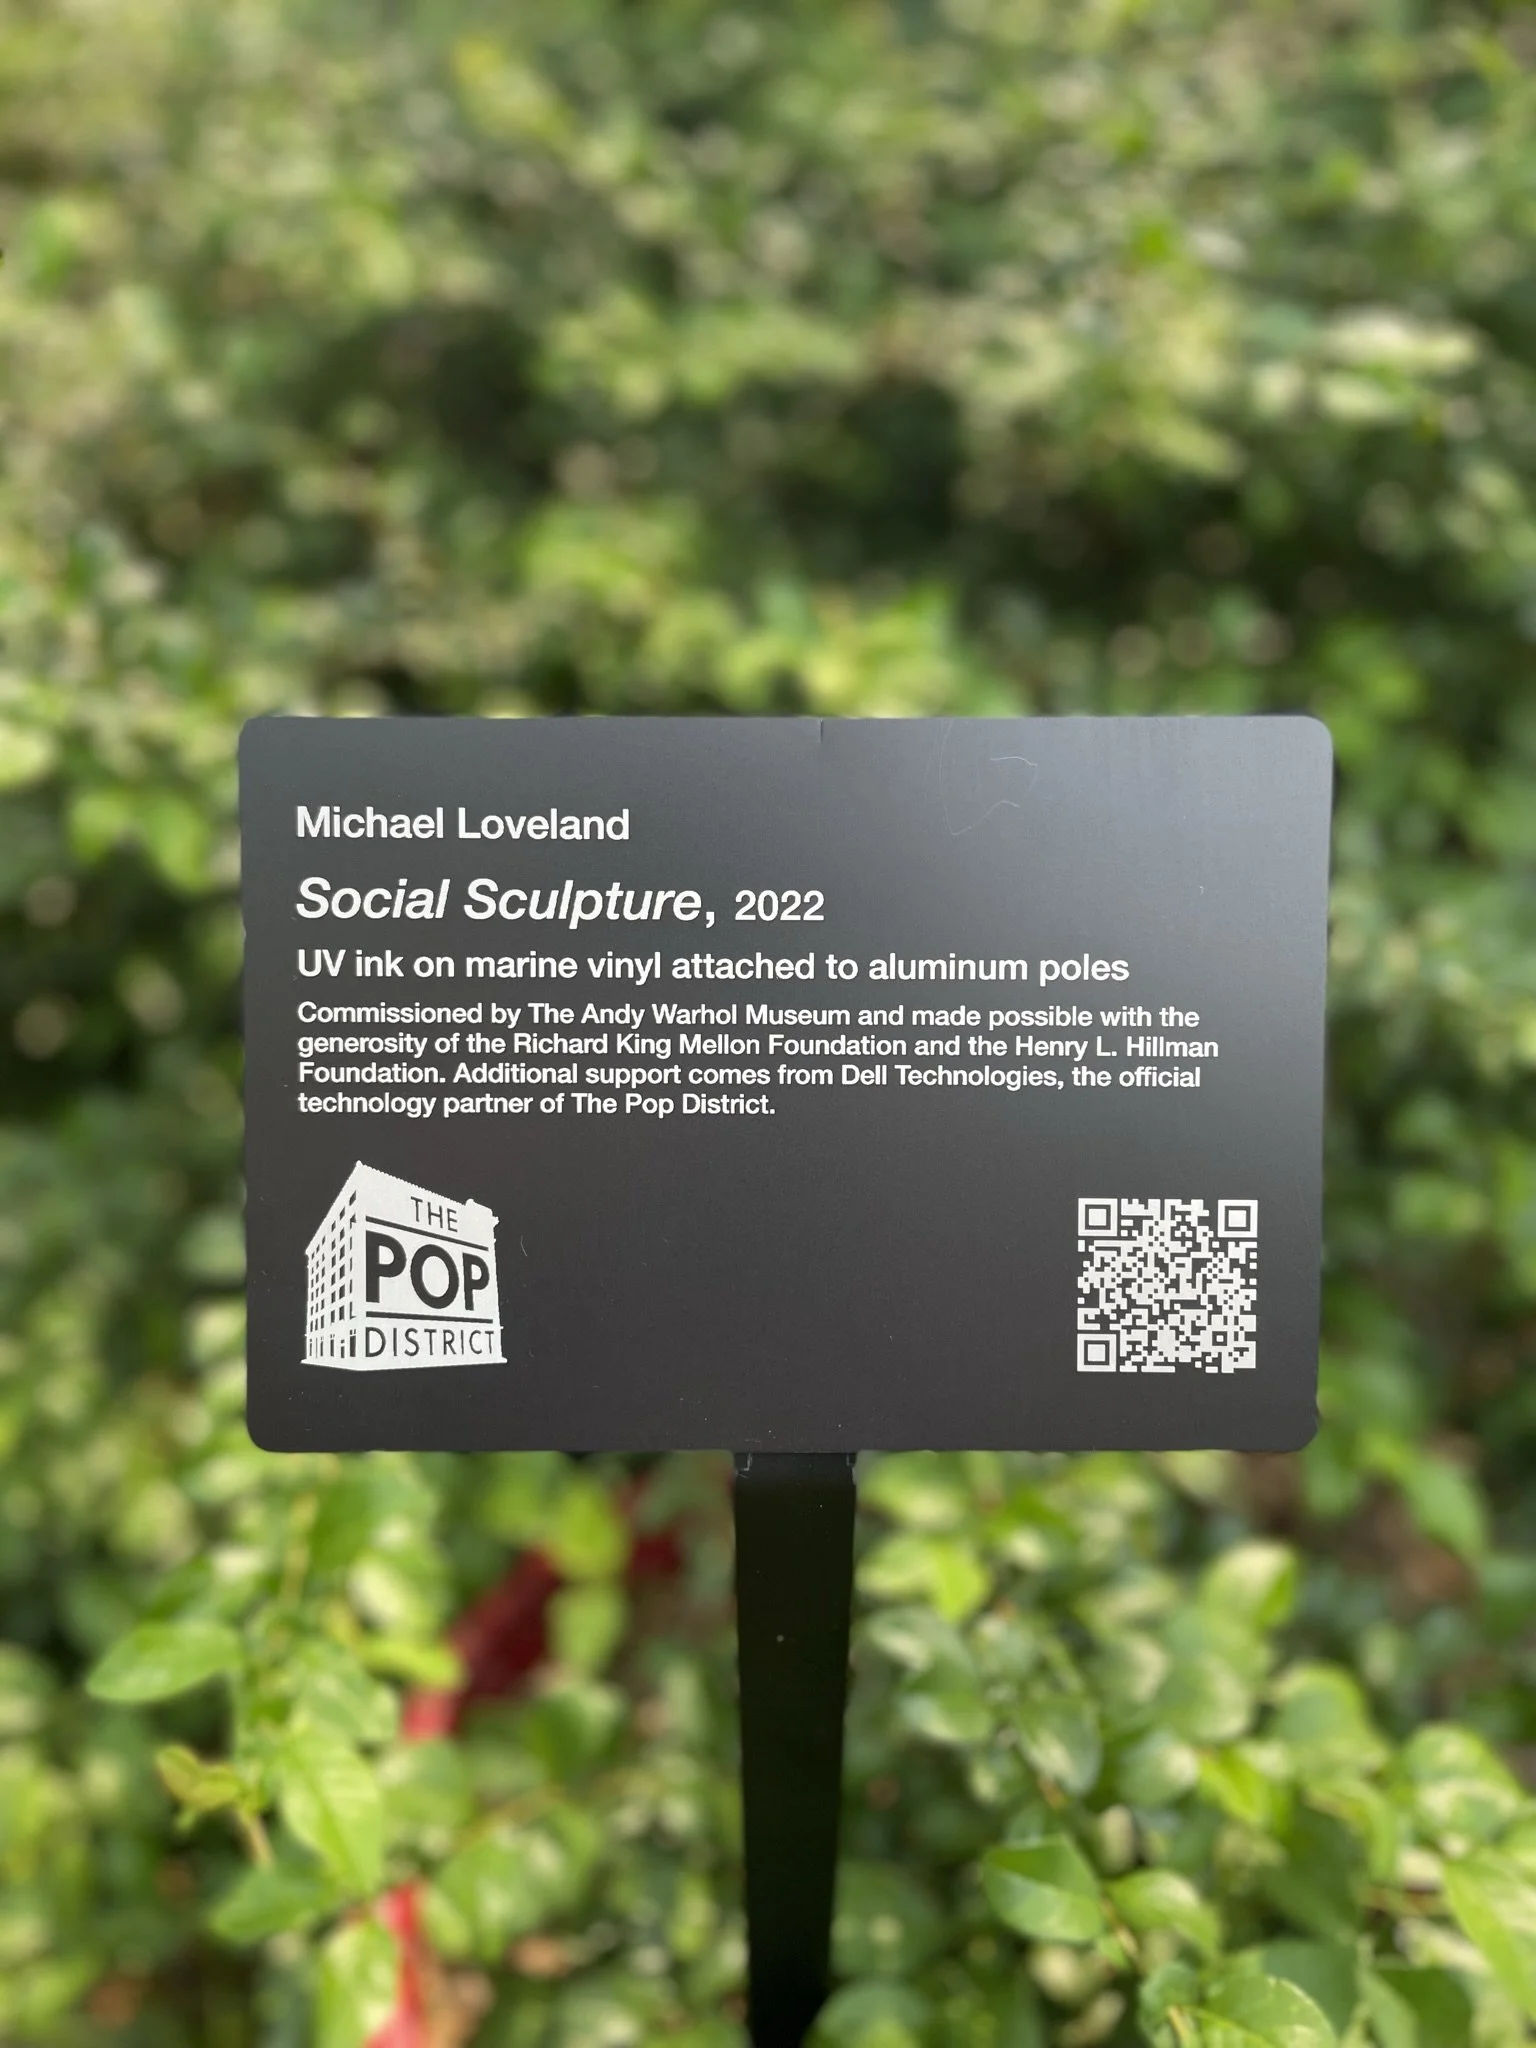 Michael Loveland
Social Sculpture, 2022
UV ink on marine vinyl attached to aluminum poles
Commissioned by The Andy Warhol Museum and made possible with the
generosity of the Richard King Mellon Foundation and the Henry L. Hillman
Foundation. Additional support comes from Dell Technologies, the official
technology partner of The Pop District.
THE
POP
DISTRICT